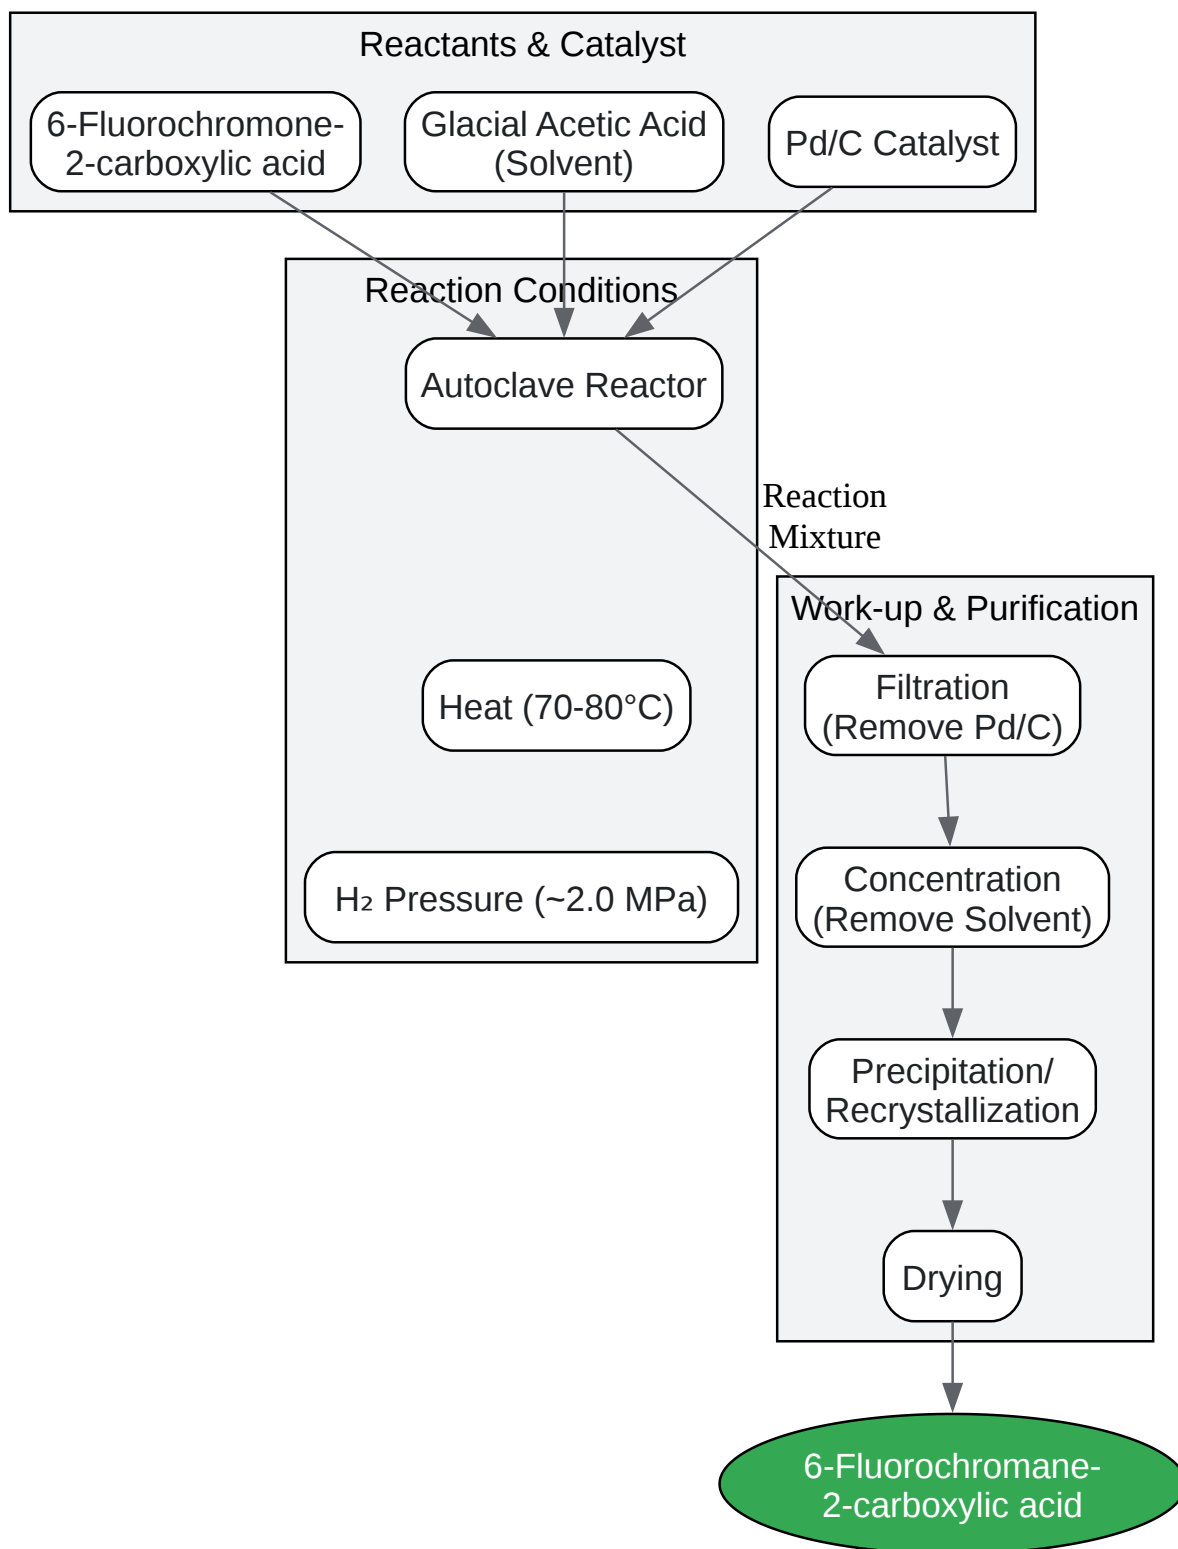 Reactants & Catalyst
6-Fluorochromone-
2-carboxylic acid
Glacial Acetic Acid
(Solvent)
Pd/C Catalyst
Reaction Conditions
Autoclave Reactor
Reaction
Mixture
Heat (70-80°C)
H₂ Pressure (~2.0 MPa)
Work-up & Purification
Filtration
(Remove Pd/C)
Concentration
(Remove Solvent)
Precipitation/
Recrystallization
Drying
6-Fluorochromane-
2-carboxylic acid